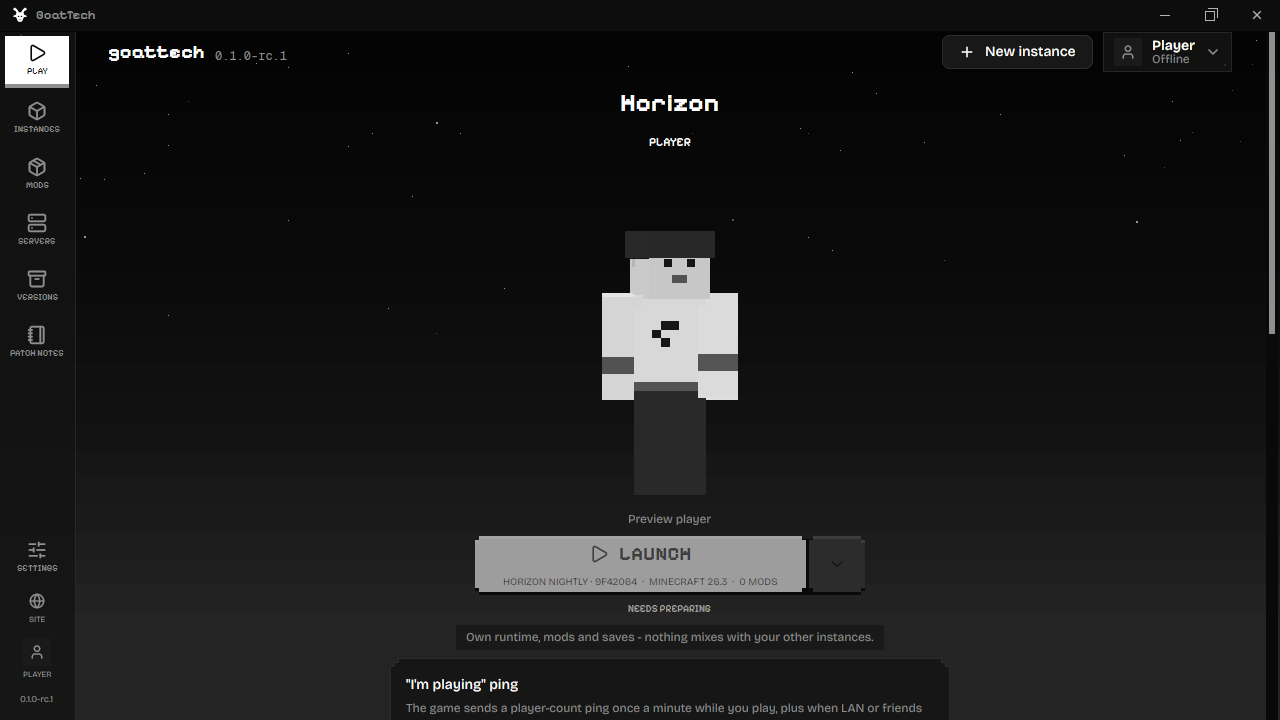 GoatTech
goattech 0.1.0-rc.1
New instance
Player
Offline
PLAY
INSTANCES
MODS
SERVERS
VERSIONS
PATCH NOTES
SETTINGS
SITE
PLAYER
0.1.0-rc.1
Horizon
PLAYER
Preview player
LAUNCH
HORIZON NIGHTLY · 9F42064 · MINECRAFT 26.3 · 0 MODS
NEEDS PREPARING
Own runtime, mods and saves - nothing mixes with your other instances.
"I'm playing" ping
The game sends a player-count ping once a minute while you play, plus when LAN or friends